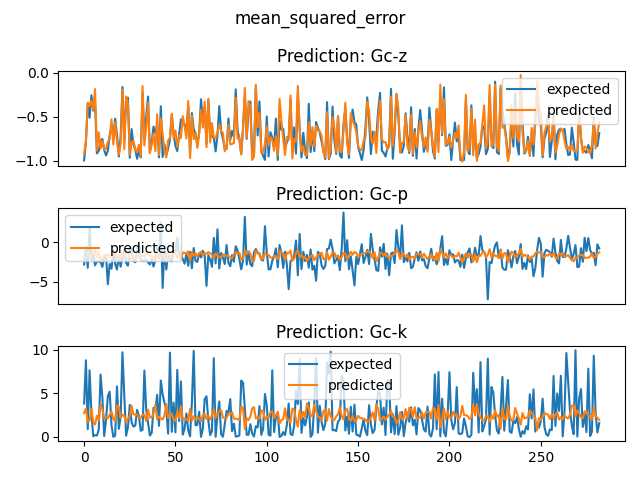 mean_squared_error
Prediction: Gc-z
0.0
−0.5
−1.0
expected
predicted
Prediction: Gc-p
0
−5
expected
predicted
Prediction: Gc-k
10
5
0
expected
predicted
0 50 100 150 200 250